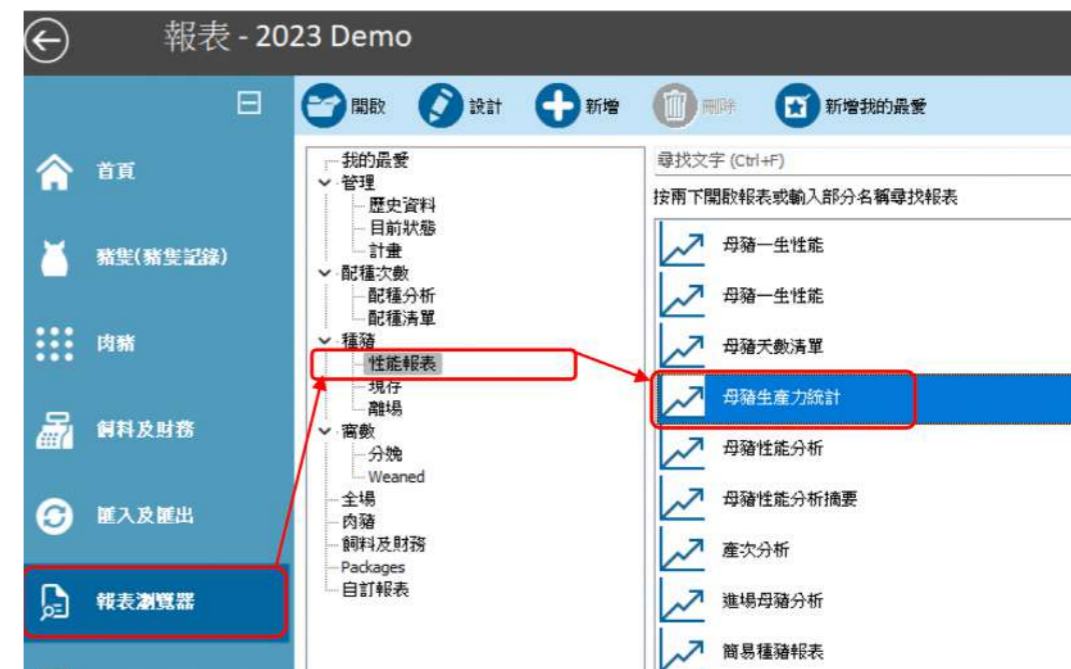 報表 - 2023 Demo
開啟 設計 新增 刪除 新增我的最愛
首頁
豬隻(豬隻記錄)
肉豬
飼料及財務
匯入及匯出
報表瀏覽器
我的最愛
管理
歷史資料
目前狀態
計畫
配種次數
配種分析
配種清單
種豬
性能報表
現存
離場
窩數
分娩
Weaned
全場
肉豬
飼料及財務
Packages
自訂報表
尋找文字 (Ctrl+F)
按兩下開啟報表或輸入部分名稱尋找報表
母豬一生性能
母豬一生性能
母豬天數清單
母豬生產力統計
母豬性能分析
母豬性能分析摘要
產次分析
進場母豬分析
簡易種豬報表